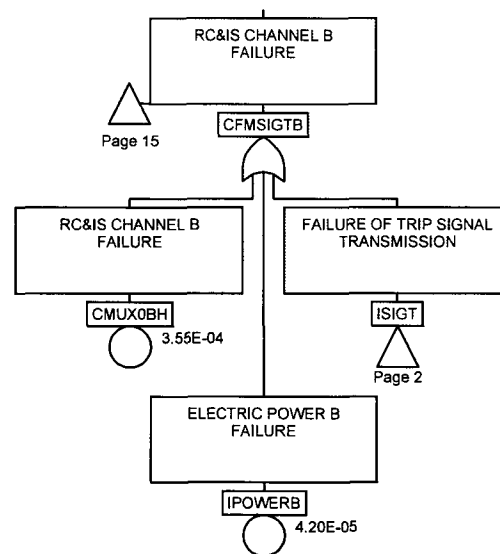 RC&IS CHANNEL B
FAILURE
Page 15
CFMSIGTB
RC&IS CHANNEL B
FAILURE
FAILURE OF TRIP SIGNAL
TRANSMISSION
CMUX0BH
3.55E-04
ISIGT
Page 2
ELECTRIC POWER B
FAILURE
IPOWERB
4.20E-05